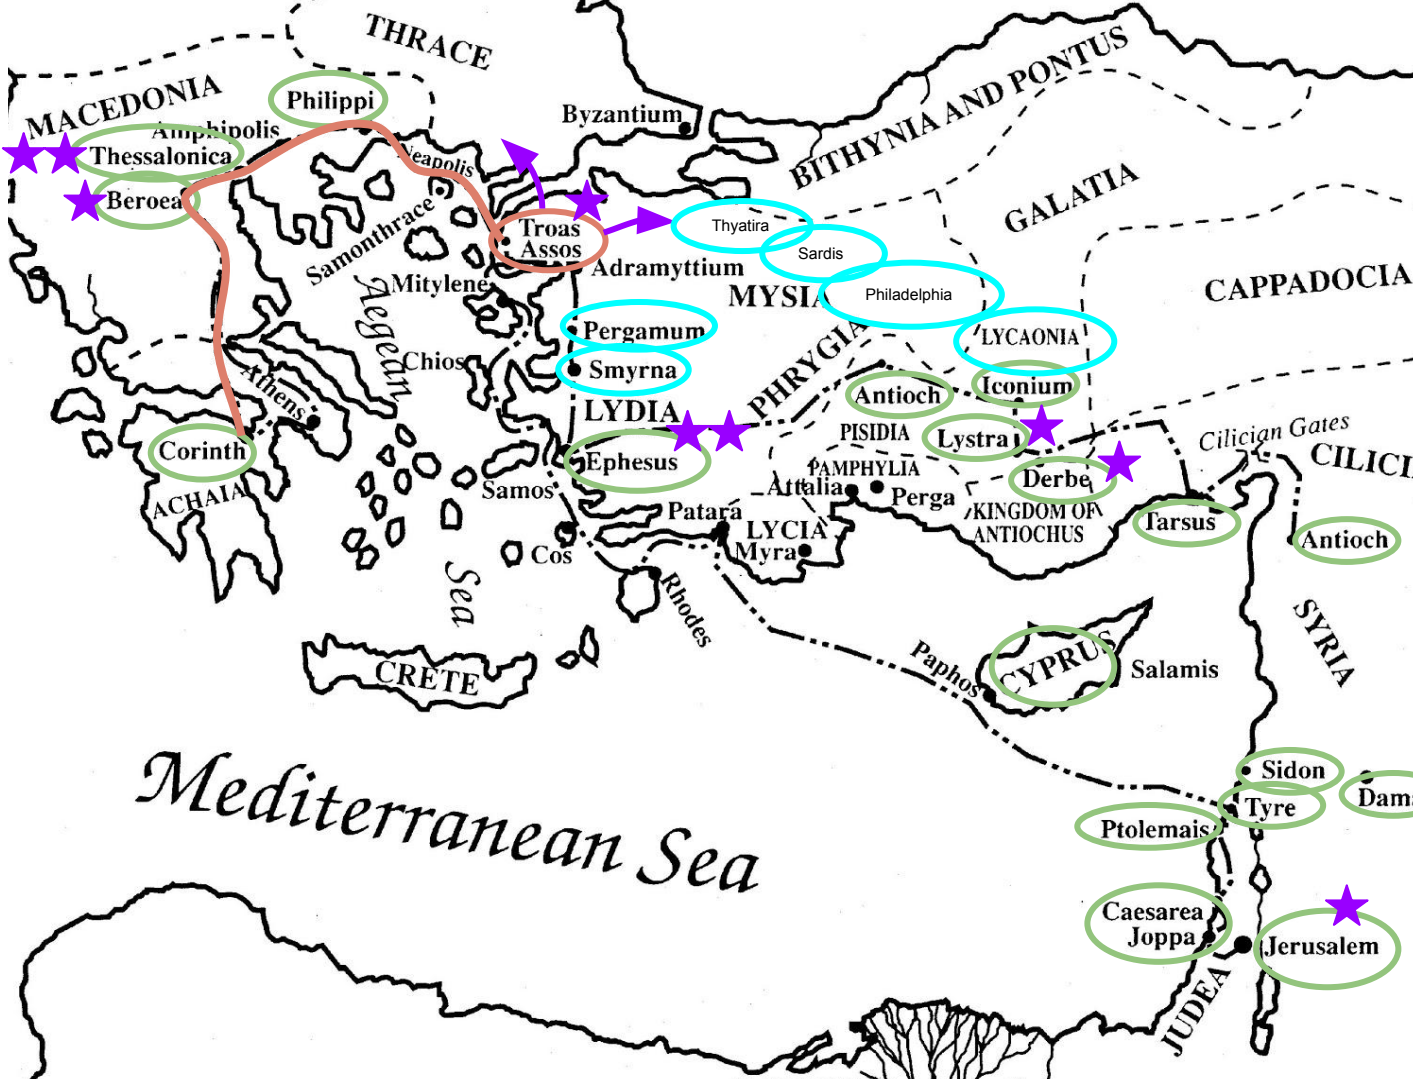 THRACE
BITHYNIA AND PONTUS
MACEDONIA
Philippi
Byzantium
Amphipolis
Thessalonica
Neapolis
Beroea
Samonthrace
GALATIA
Troas
Assos
Thyatira
Sardis
Adramyttium
Mitylene
MYSIA
Philadelphia
CAPPADOCIA
Aegean
Sea
Pergamum
LYCAONIA
Chios
Smyrna
PHRYGIA
Antioch
Iconium
Athens
LYDIA
PISIDIA
Lystra
Cilician Gates
CILICI
Corinth
Ephesus
PAMPHYLIA
Attalia
Perga
Derbe
Samos
ACHAIA
Patara
KINGDOM OF
ANTIOCHUS
Tarsus
LYCIA
Myra
Antioch
Cos
Rhodes
SYRIA
CRETE
Paphos
CYPRUS
Salamis
Mediterranean Sea
Sidon
Dama
Tyre
Ptolemais
Caesarea
Joppa
Jerusalem
JUDEA